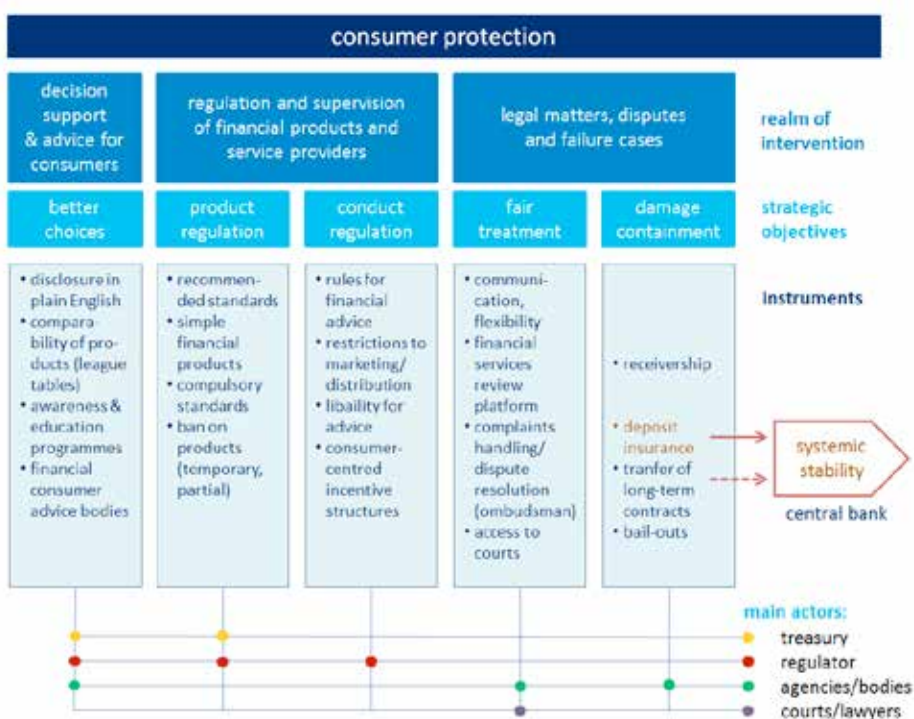 consumer protection
decision
support
& advice for
consumers
regulation and supervision
of financial products and
service providers
legal matters, disputes
and failure cases
realm of
intervention
better
choices
product
regulation
conduct
regulation
fair
treatment
damage
containment
strategic
objectives
• disclosure in
plain English
• compara-
bility of pro-
ducts (league
tables)
• awareness &
education
programmes
• financial
consumer
advice bodies
• recommen-
ded standards
• simple
financial
products
• compulsory
standards
• ban on
products
(temporary,
partial)
• rules for
financial
advice
• restrictions to
marketing/
distribution
• libaility for
advice
• consumer-
centred
incentive
structures
• communi-
cation,
flexibility
• financial
services
review
platform
• complaints
handling/
dispute
resolution
(ombudsman)
• access to
courts
• receivership
• deposit
insurance
• tranfer of
long-term
contracts
• bail-outs
instruments
systemic
stability
central bank
main actors:
treasury
regulator
agencies/bodies
courts/lawyers